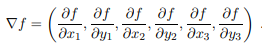 ∇f = ( ∂f/∂x₁, ∂f/∂y₁, ∂f/∂x₂, ∂f/∂y₂, ∂f/∂x₃, ∂f/∂y₃ ) .